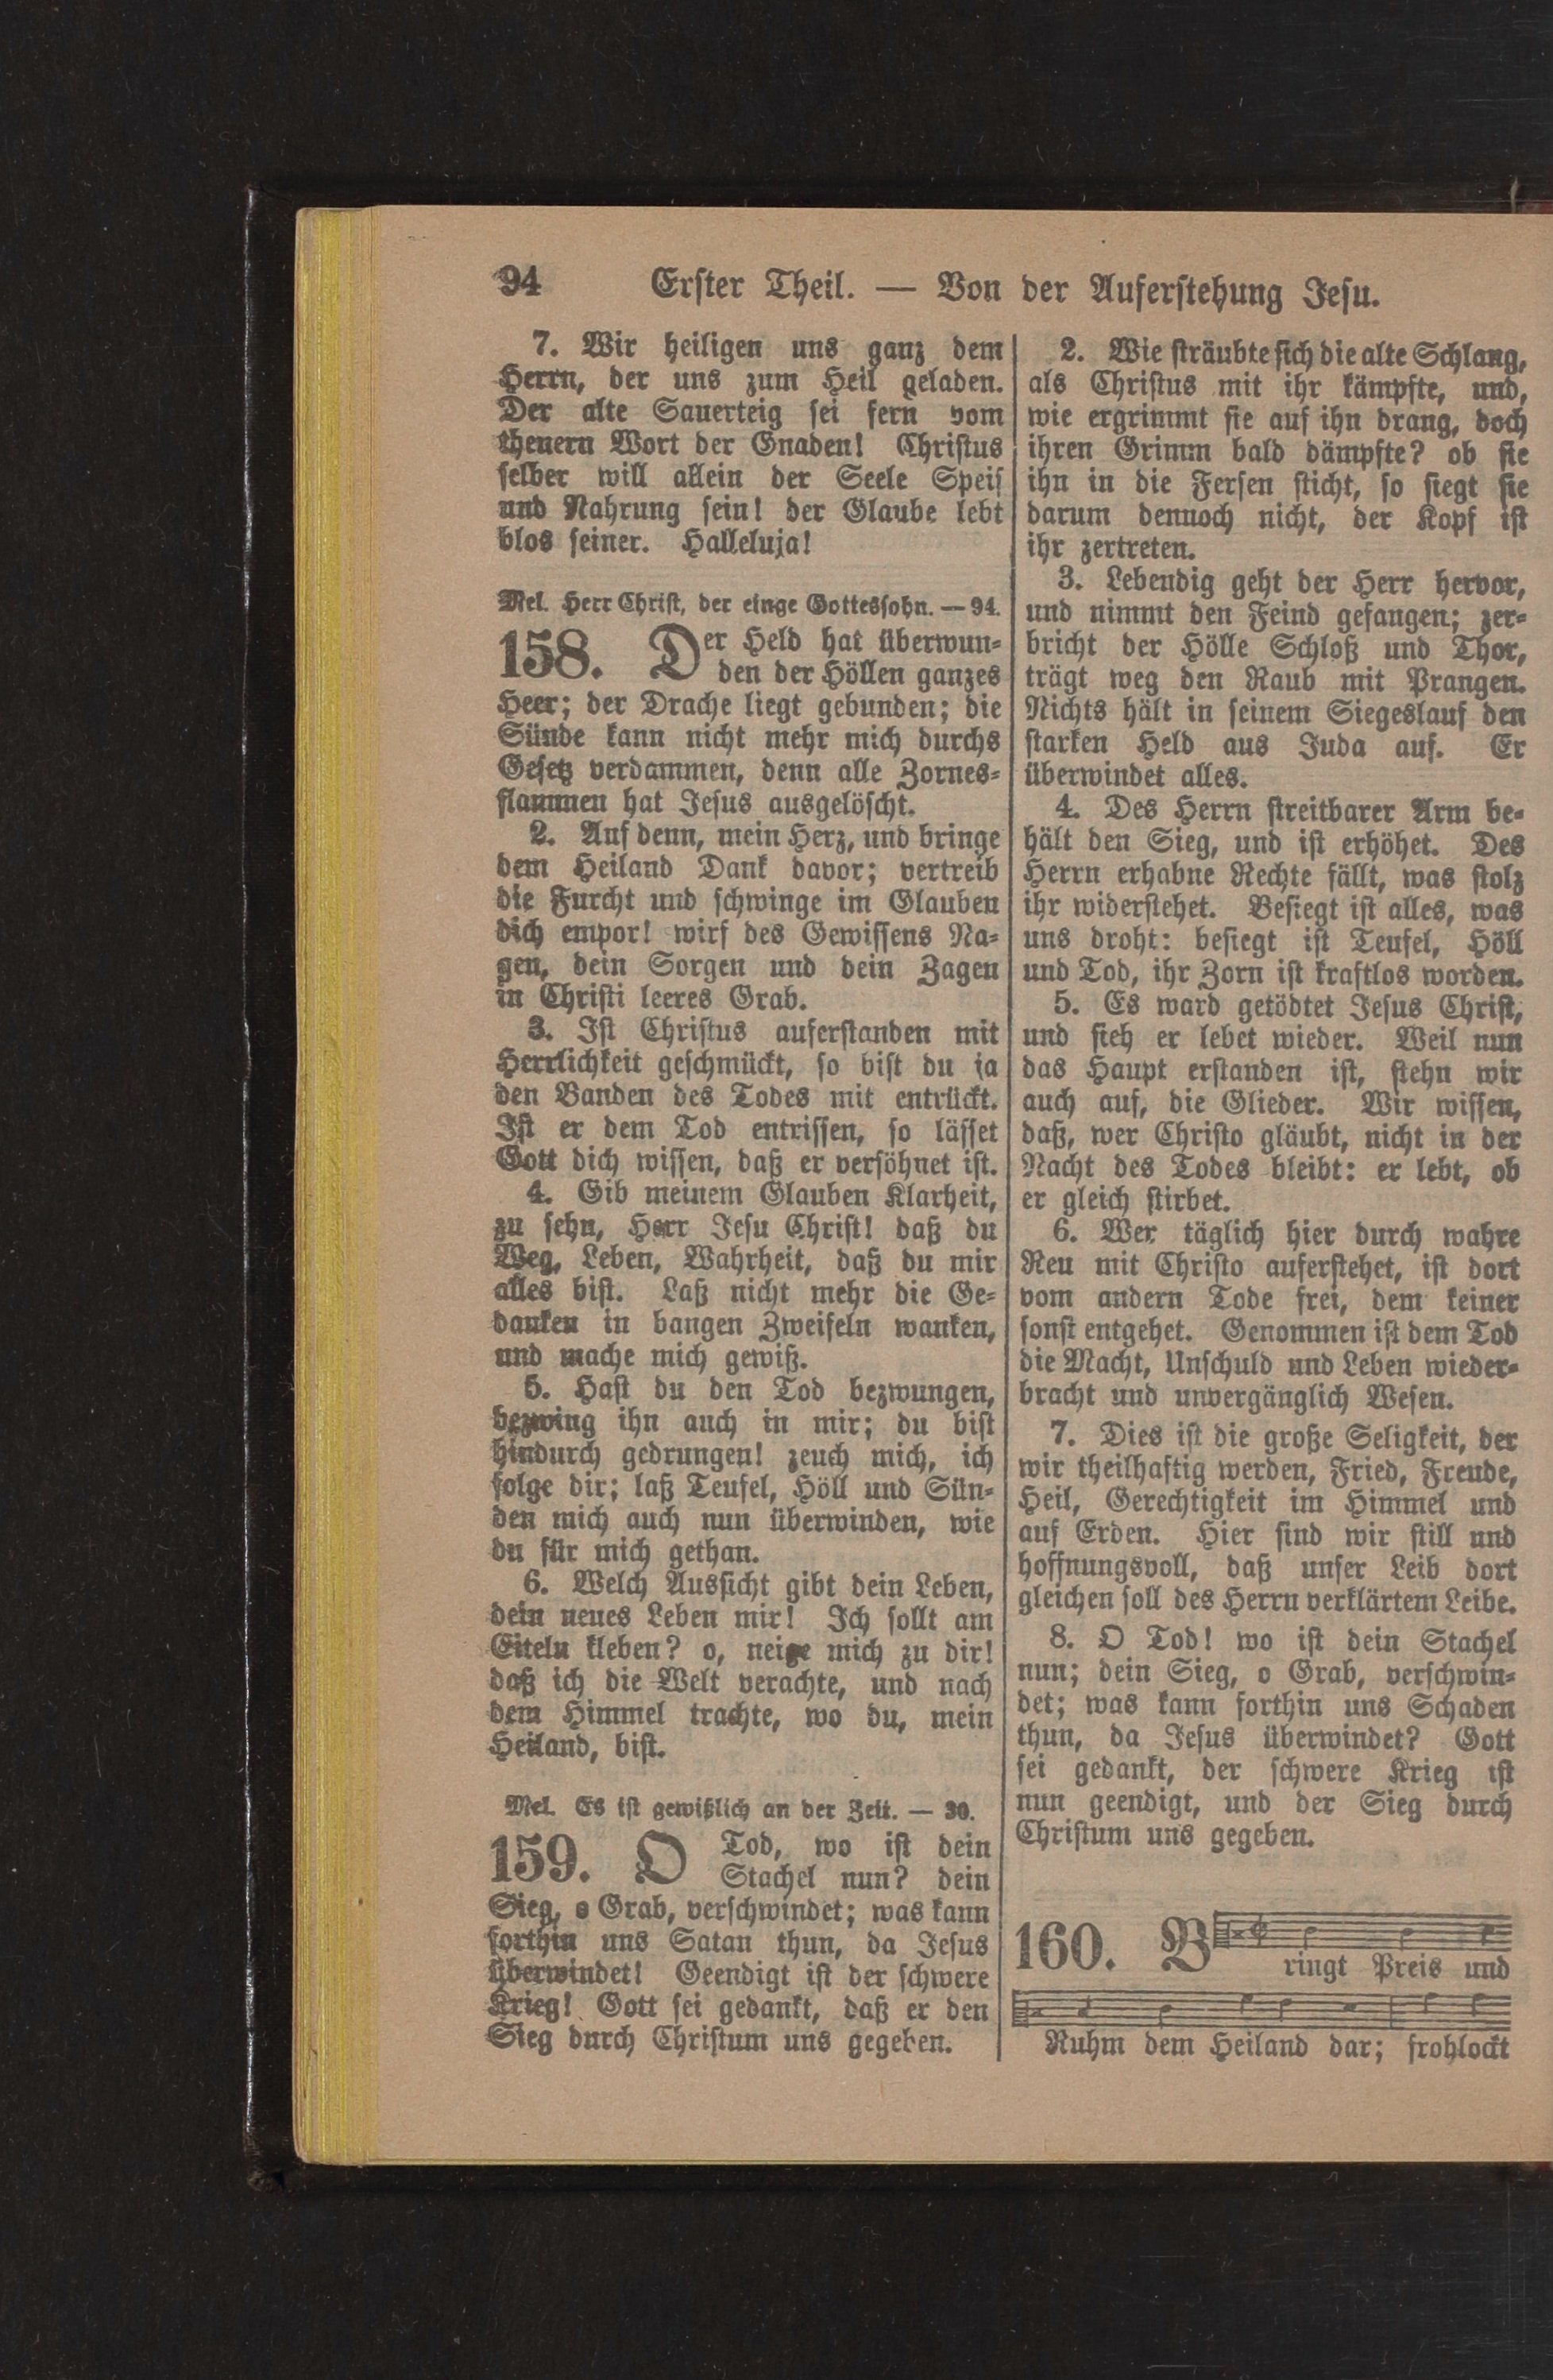 94 Erster Theil. — Von der Auferstehung Jesu.
7. Wir heiligen uns ganz dem
Herrn, der uns zum Heil geladen.
Der alte Sauerteig sei fern vom
theuern Wort der Gnaden! Christus
selber will allein der Seele Speis
und Nahrung sein! der Glaube lebt
blos seiner. Halleluja!
Mel. Herr Christ, der einge Gottessohn. — 94.
158. Der Held hat überwun-
den der Höllen ganzes
Heer; der Drache liegt gebunden; die
Sünde kann nicht mehr mich durchs
Gesetz verdammen, denn alle Zornes-
flammen hat Jesus ausgelöscht.
2. Auf denn, mein Herz, und bringe
dem Heiland Dank davor; vertreib
die Furcht und schwinge im Glauben
dich empor! wirf des Gewissens Na-
gen, dein Sorgen und dein Zagen
in Christi leeres Grab.
3. Ist Christus auferstanden mit
Herrlichkeit geschmückt, so bist du ja
den Banden des Todes mit entrückt.
Ist er dem Tod entrissen, so lässet
Gott dich wissen, daß er versöhnet ist.
4. Gib meinem Glauben Klarheit,
zu sehn, Herr Jesu Christ! daß du
Weg, Leben, Wahrheit, daß du mir
alles bist. Laß nicht mehr die Ge-
danken in bangen Zweifeln wanken,
und mache mich gewiß.
5. Hast du den Tod bezwungen,
bezwing ihn auch in mir; du bist
hindurch gedrungen! zeuch mich, ich
folge dir; laß Teufel, Höll und Sün-
den mich auch nun überwinden, wie
du für mich gethan.
6. Welch Aussicht gibt dein Leben,
dein neues Leben mir! Ich sollt am
Eiteln kleben? o, neige mich zu dir!
daß ich die Welt verachte, und nach
dem Himmel trachte, wo du, mein
Heiland, bist.
Mel. Es ist gewißlich an der Zeit. — 30.
159. O Tod, wo ist dein
Stachel nun? dein
Sieg, o Grab, verschwindet; was kann
forthin uns Satan thun, da Jesus
überwindet! Geendigt ist der schwere
Krieg! Gott sei gedankt, daß er den
Sieg durch Christum uns gegeben.
2. Wie sträubte sich die alte Schlang,
als Christus mit ihr kämpfte, und,
wie ergrimmt sie auf ihn drang, doch
ihren Grimm bald dämpfte? ob sie
ihn in die Fersen sticht, so siegt sie
darum dennoch nicht, der Kopf ist
ihr zertreten.
3. Lebendig geht der Herr hervor,
und nimmt den Feind gefangen; zer-
bricht der Hölle Schloß und Thor,
trägt weg den Raub mit Prangen.
Nichts hält in seinem Siegeslauf den
starken Held aus Juda auf. Er
überwindet alles.
4. Des Herrn streitbarer Arm be-
hält den Sieg, und ist erhöhet. Des
Herrn erhabne Rechte fällt, was stolz
ihr widerstehet. Besiegt ist alles, was
uns droht: besiegt ist Teufel, Höll
und Tod, ihr Zorn ist kraftlos worden.
5. Es ward getödtet Jesus Christ,
und sieh er lebet wieder. Weil nun
das Haupt erstanden ist, stehn wir
auch auf, die Glieder. Wir wissen,
daß, wer Christo gläubt, nicht in der
Nacht des Todes bleibt: er lebt, ob
er gleich stirbet.
6. Wer täglich hier durch wahre
Reu mit Christo auferstehet, ist dort
vom andern Tode frei, dem keiner
sonst entgehet. Genommen ist dem Tod
die Macht, Unschuld und Leben wieder-
bracht und unvergänglich Wesen.
7. Dies ist die große Seligkeit, der
wir theilhaftig werden, Fried, Freude,
Heil, Gerechtigkeit im Himmel und
auf Erden. Hier sind wir still und
hoffnungsvoll, daß unser Leib dort
gleichen soll des Herrn verklärtem Leibe.
8. O Tod! wo ist dein Stachel
nun; dein Sieg, o Grab, verschwin-
det; was kann forthin uns Schaden
thun, da Jesus überwindet? Gott
sei gedankt, der schwere Krieg ist
nun geendigt, und der Sieg durch
Christum uns gegeben.
160. Bringt Preis und
Ruhm dem Heiland dar; frohlockt